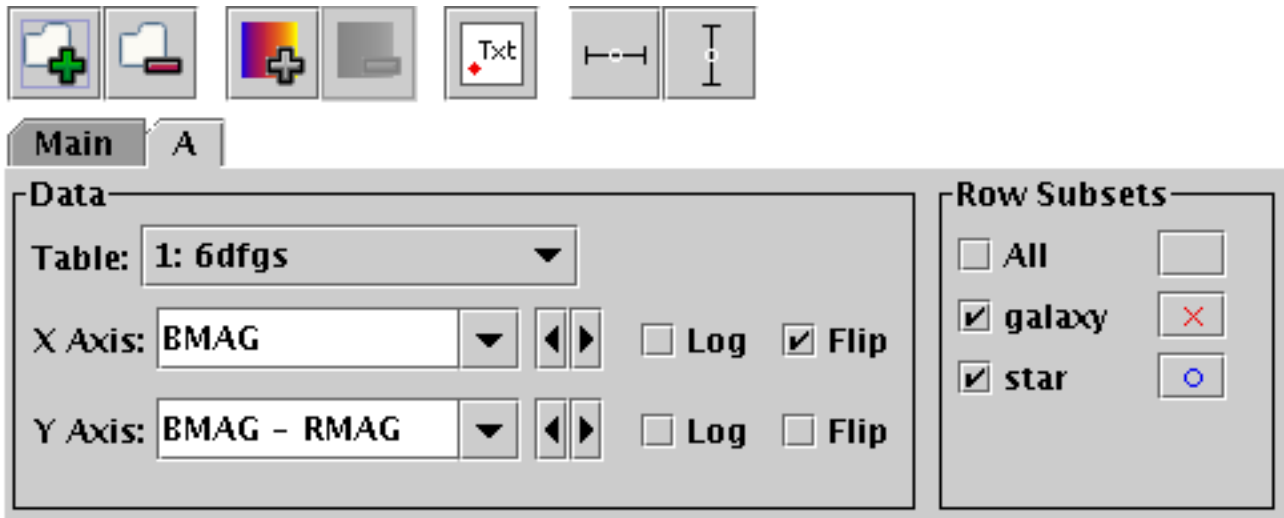 Txt
Main A
Data
Table: 1: 6dfgs
X Axis: BMAG Log Flip
Y Axis: BMAG - RMAG Log Flip
Row Subsets
All
galaxy
star